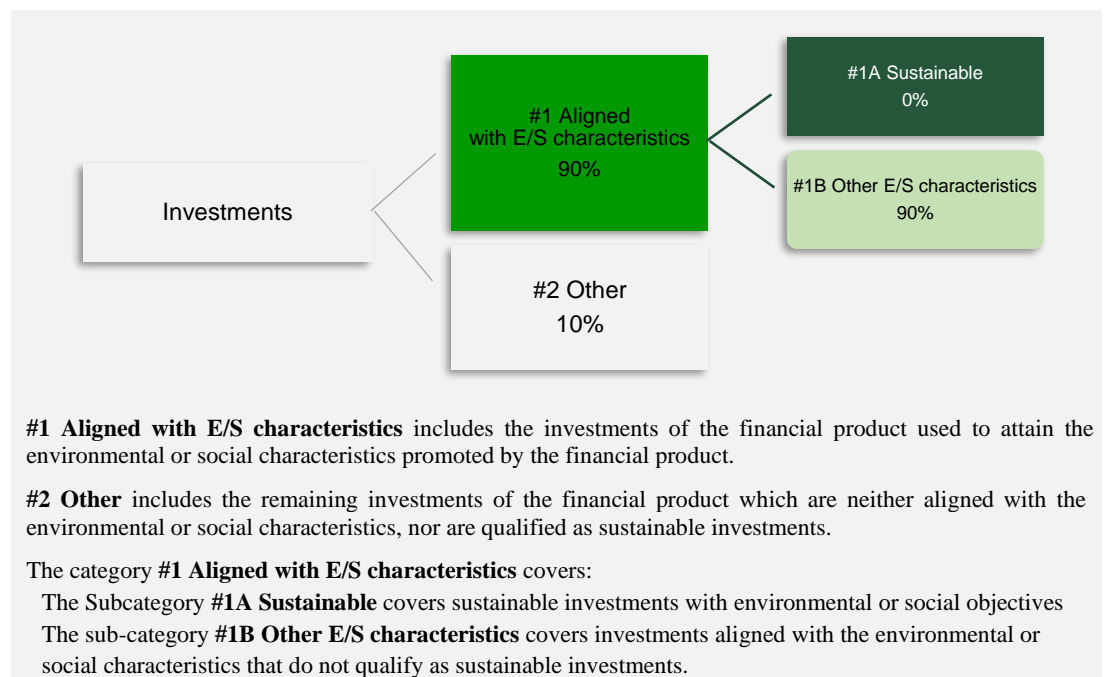 Investments
#1 Aligned
with E/S characteristics
90%
#2 Other
10%
#1A Sustainable
0%
#1B Other E/S characteristics
90%
#1 Aligned with E/S characteristics includes the investments of the financial product used to attain the
environmental or social characteristics promoted by the financial product.
#2 Other includes the remaining investments of the financial product which are neither aligned with the
environmental or social characteristics, nor are qualified as sustainable investments.
The category #1 Aligned with E/S characteristics covers:
The Subcategory #1A Sustainable covers sustainable investments with environmental or social objectives
The sub-category #1B Other E/S characteristics covers investments aligned with the environmental or
social characteristics that do not qualify as sustainable investments.